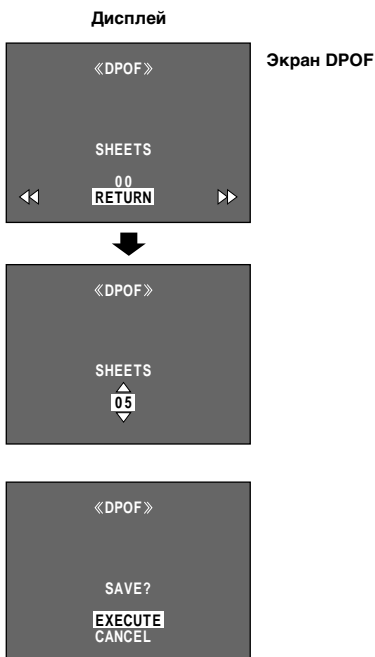 Дисплей
Экран DPOF
《DPOF》
SHEETS
00
RETURN
《DPOF》
SHEETS
05
《DPOF》
SAVE?
EXECUTE
CANCEL